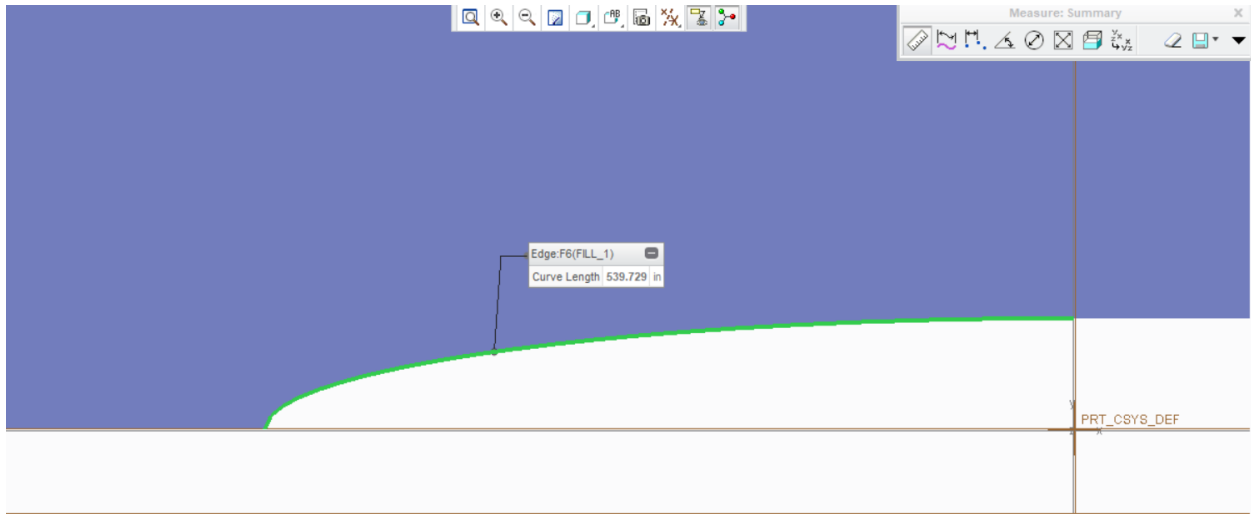 Measure: Summary
Edge:F6(FILL_1)
Curve Length 539.729 in
y
PRT_CSYS_DEF
x